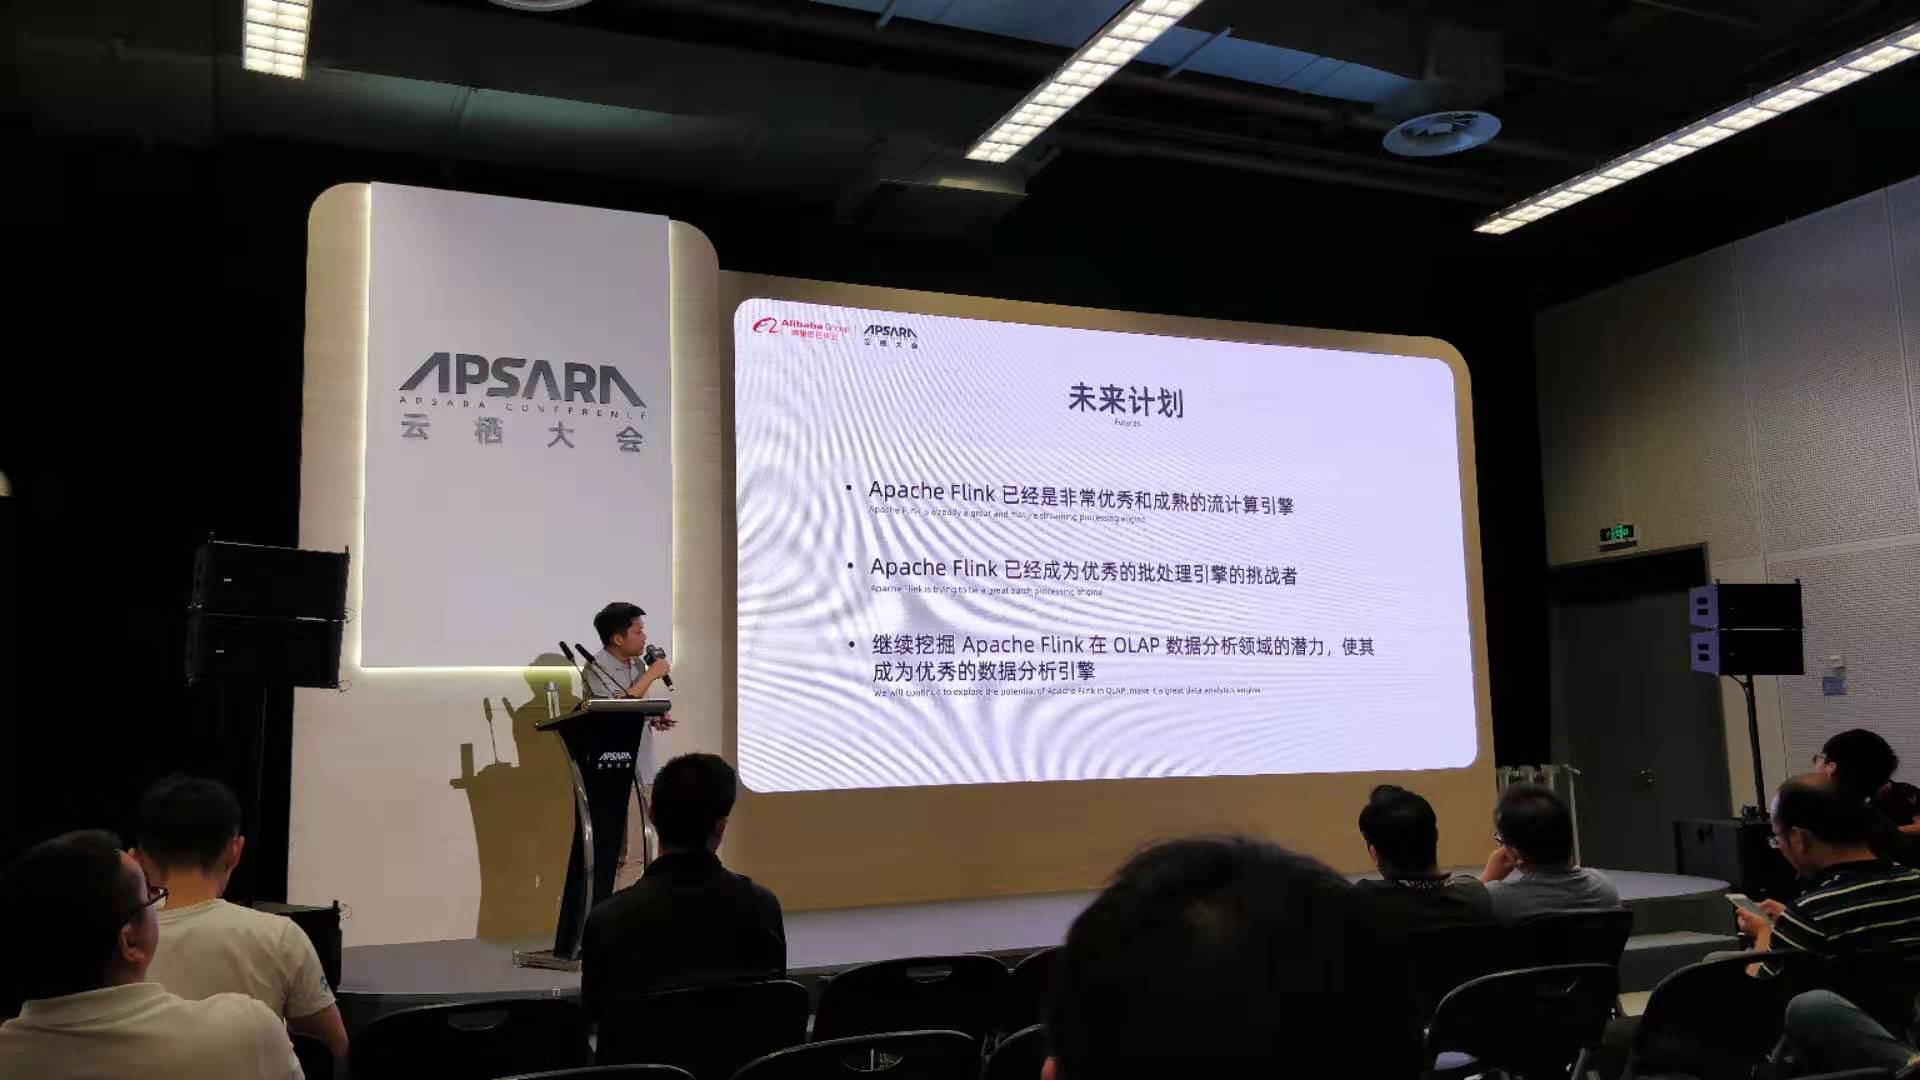 APSARA
APSARA CONFERENCE
云栖大会
Alibaba Group
阿里巴巴集团
APSARA
云栖大会
未来计划
Futures
• Apache Flink 已经是非常优秀和成熟的流计算引擎
Apache Flink is already a great and mature streaming processing engine
• Apache Flink 已经成为优秀的批处理引擎的挑战者
Apache Flink is trying to be a great batch processing engine
• 继续挖掘 Apache Flink 在 OLAP 数据分析领域的潜力，使其
成为优秀的数据分析引擎
We will continue to explore the potential of Apache Flink in OLAP, make it a great data analytics engine
APSARA
云栖大会